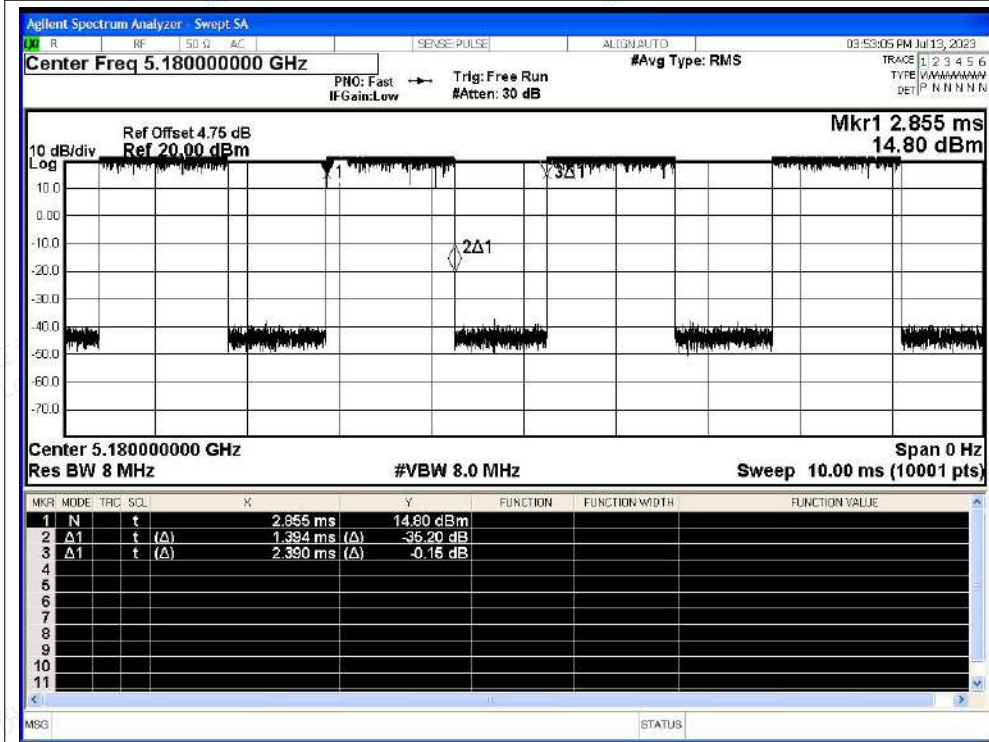 Agilent Spectrum Analyzer - Swept SA
LXI R RF 50 Ω AC SENSE:PULSE ALIGNAUTO 03:53:05 PM Jul 13, 2023
Center Freq 5.180000000 GHz #Avg Type: RMS TRACE 1 2 3 4 5 6
PNO: Fast Trig: Free Run TYPE
IFGain:Low #Atten: 30 dB DET P N N N N N
Mkr1 2.855 ms
Ref Offset 4.75 dB
10 dB/div Ref 20.00 dBm 14.80 dBm
Log
1 3Δ1
10.0
0.00
-10.0
2Δ1
-20.0
-30.0
-40.0
-50.0
-60.0
-70.0
Center 5.180000000 GHz Span 0 Hz
Res BW 8 MHz #VBW 8.0 MHz Sweep 10.00 ms (10001 pts)
MKR MODE TRC SCL X Y FUNCTION FUNCTION WIDTH FUNCTION VALUE
1 N t 2.855 ms 14.80 dBm
2 Δ1 t (Δ) 1.394 ms (Δ) -35.20 dB
3 Δ1 t (Δ) 2.390 ms (Δ) -0.15 dB
4
5
6
7
8
9
10
11
MSG STATUS